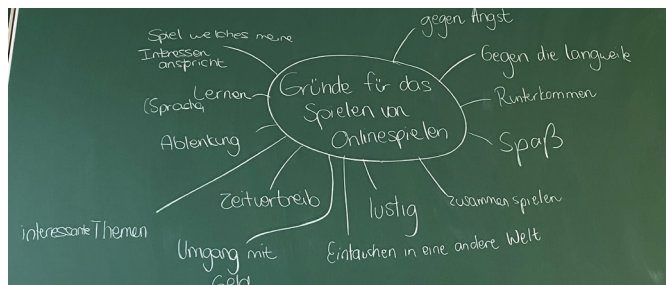 gegen Angst
Spiel welches meine
Interessen
anspricht
Gegen die langweile
Gründe für das
Spielen von
Onlinespielen
Lernen
(Sprache)
Runterkommen
Ablenkung
Spaß
Zeitvertreib
lustig
zusammen spielen
interessante Themen
Umgang mit
Geld
Eintauchen in eine andere Welt